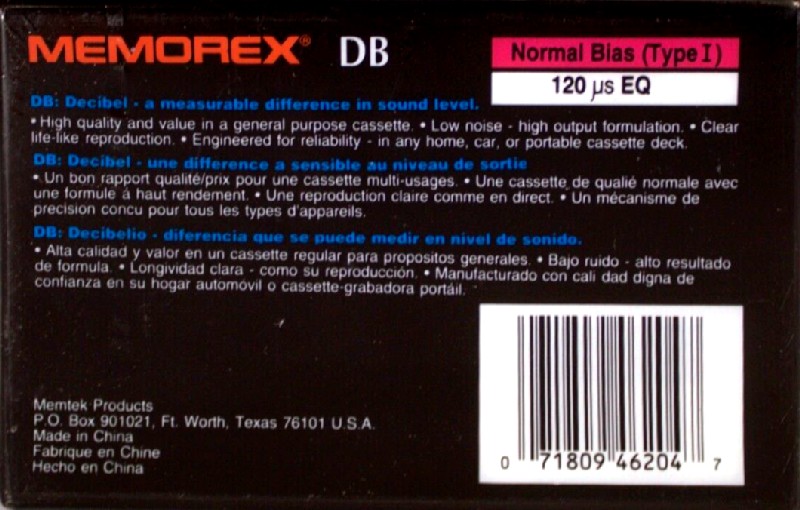 MEMOREX® DB
Normal Bias (Type I)
120 µs EQ
DB: Decibel - a measurable difference in sound level.
• High quality and value in a general purpose cassette. • Low noise - high output formulation. • Clear
life-like reproduction. • Engineered for reliability - in any home, car, or portable cassette deck.
DB: Decibel - une difference a sensible au niveau de sortie
• Un bon rapport qualité/prix pour une cassette multi-usages. • Une cassette de qualié normale avec
une formule à haut rendement. • Une reproduction claire comme en direct. • Un mécanisme de
precision concu pour tous les types d'appareils.
DB: Decibelio - diferencia que se puede medir en nivel de sonido.
• Alta calidad y valor en un cassette regular para propositos generales. • Bajo ruido - alto resultado
de formula. • Longividad clara - como su reproducción. • Manufacturado con cali dad digna de
confianza en su hogar automóvil o cassette-grabadora portáil.
Memtek Products
P.O. Box 901021, Ft. Worth, Texas 76101 U.S.A.
Made in China
Fabrique en Chine
Hecho en China
0 71809 46204 7